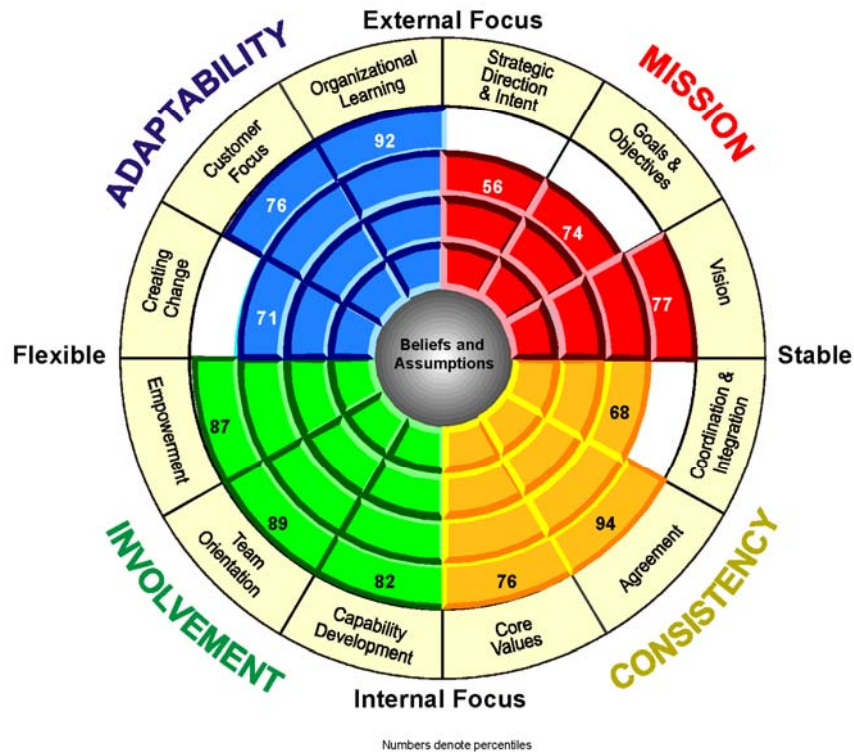 External Focus
ADAPTABILITY
MISSION
Organizational
Learning
Strategic
Direction
& Intent
Customer
Focus
Goals &
Objectives
Creating
Change
Vision
92
56
76
74
71
77
Flexible
Beliefs and
Assumptions
Stable
Empowerment
Coordination &
Integration
87
68
89
94
82
76
Team
Orientation
Agreement
Capability
Development
Core
Values
INVOLVEMENT
CONSISTENCY
Internal Focus
Numbers denote percentiles